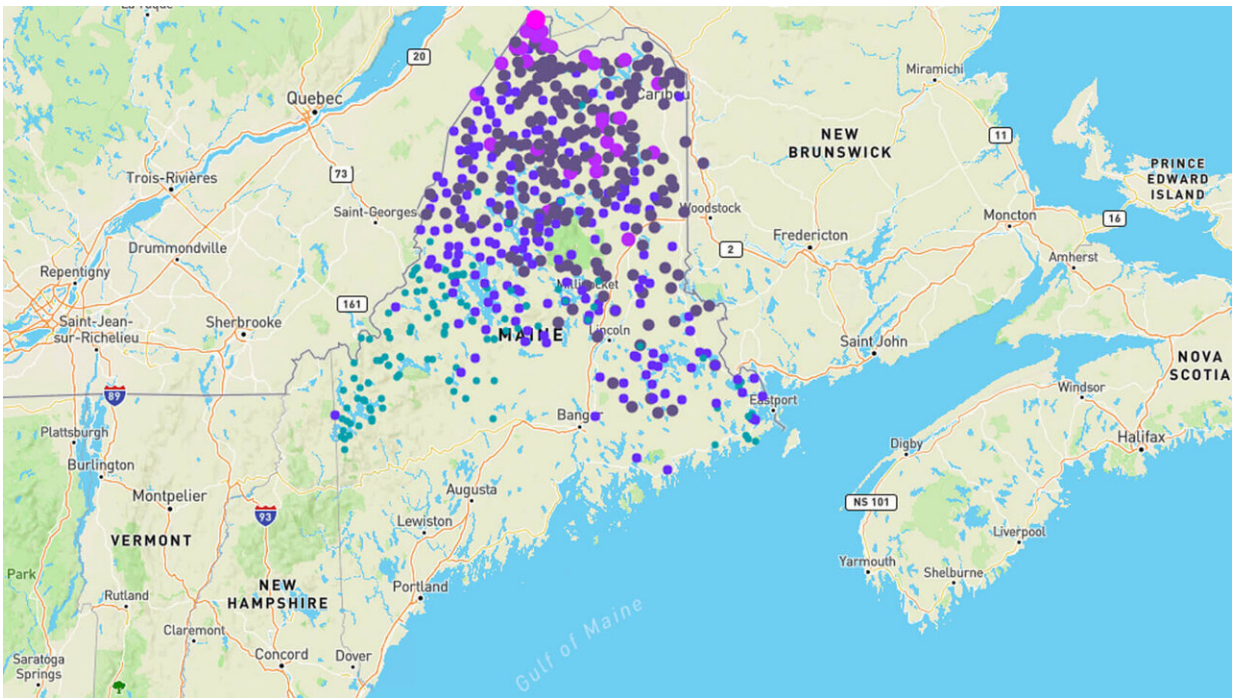 20
Miramichi
Quebec
Caribou
NEW
BRUNSWICK
11
PRINCE
EDWARD
ISLAND
73
Trois-Rivières
Saint-Georges
Woodstock
Moncton
16
Drummondville
Fredericton
2
Amherst
Repentigny
161
Saint-Jean-
sur-Richelieu
Sherbrooke
MAINE
Lincoln
Saint John
NOVA
SCOTIA
89
Windsor
Eastport
Plattsburgh
Halifax
Digby
Burlington
Montpelier
Augusta
NS 101
93
Lewiston
VERMONT
Liverpool
Park
Yarmouth
Shelburne
Rutland
NEW
HAMPSHIRE
Portland
Claremont
Gulf of Maine
Concord
Dover
Saratoga
Springs